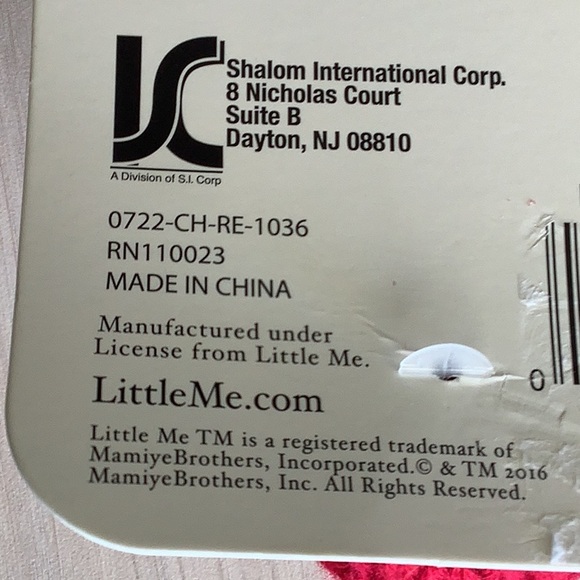 SC
Shalom International Corp.
8 Nicholas Court
Suite B
Dayton, NJ 08810
A Division of S.I. Corp
0722-CH-RE-1036
RN110023
MADE IN CHINA
Manufactured under
License from Little Me.
LittleMe.com
Little Me TM is a registered trademark of
MamiyeBrothers, Incorporated.© & TM 2016
MamiyeBrothers, Inc. All Rights Reserved.
0